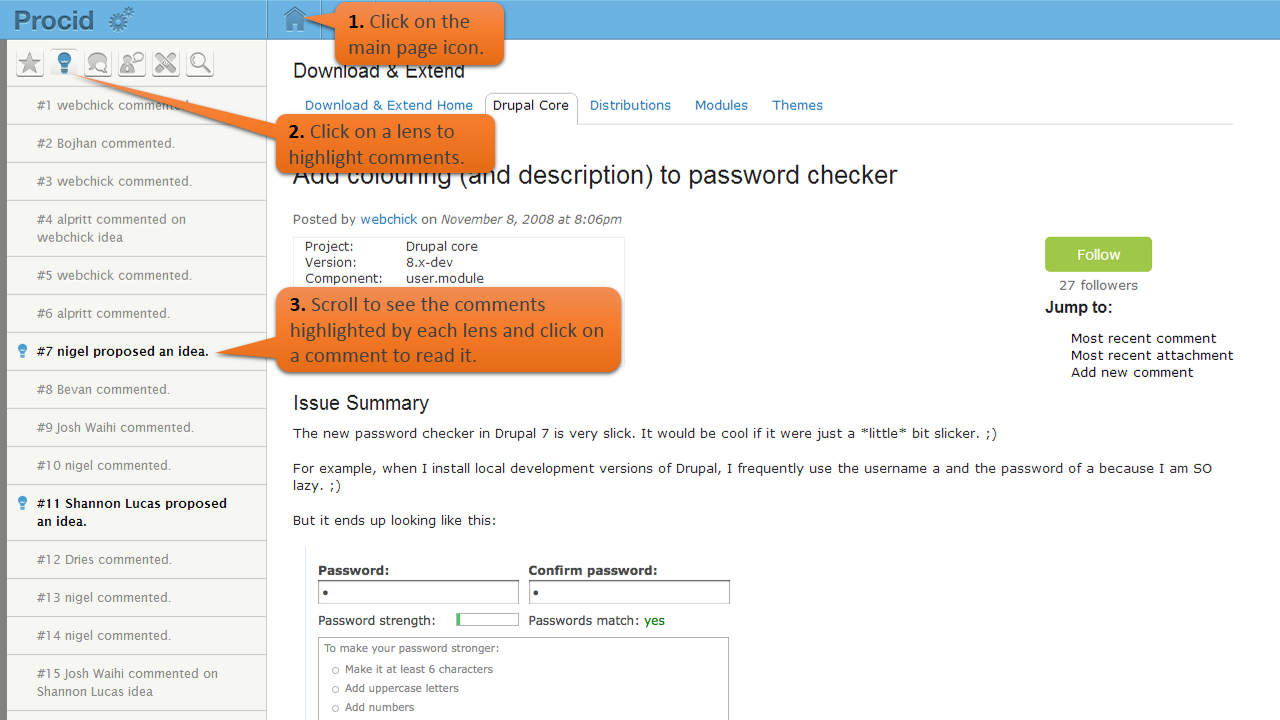 Procid
1. Click on the
main page icon.
#1 webchick commented.
#2 Bojhan commented.
#3 webchick commented.
#4 alpritt commented on
webchick idea
#5 webchick commented.
#6 alpritt commented.
#7 nigel proposed an idea.
#8 Bevan commented.
#9 Josh Waihi commented.
#10 nigel commented.
#11 Shannon Lucas proposed
an idea.
#12 Dries commented.
#13 nigel commented.
#14 nigel commented.
#15 Josh Waihi commented on
Shannon Lucas idea
Download & Extend
Download & Extend Home Drupal Core Distributions Modules Themes
2. Click on a lens to
highlight comments.
Add colouring (and description) to password checker
Posted by webchick on November 8, 2008 at 8:06pm
Project: Drupal core
Version: 8.x-dev
Component: user.module
3. Scroll to see the comments
highlighted by each lens and click on
a comment to read it.
Follow
27 followers
Jump to:
Most recent comment
Most recent attachment
Add new comment
Issue Summary
The new password checker in Drupal 7 is very slick. It would be cool if it were just a *little* bit slicker. ;)
For example, when I install local development versions of Drupal, I frequently use the username a and the password of a because I am SO
lazy. ;)
But it ends up looking like this:
Password: Confirm password:
Password strength: Passwords match: yes
To make your password stronger:
Make it at least 6 characters
Add uppercase letters
Add numbers